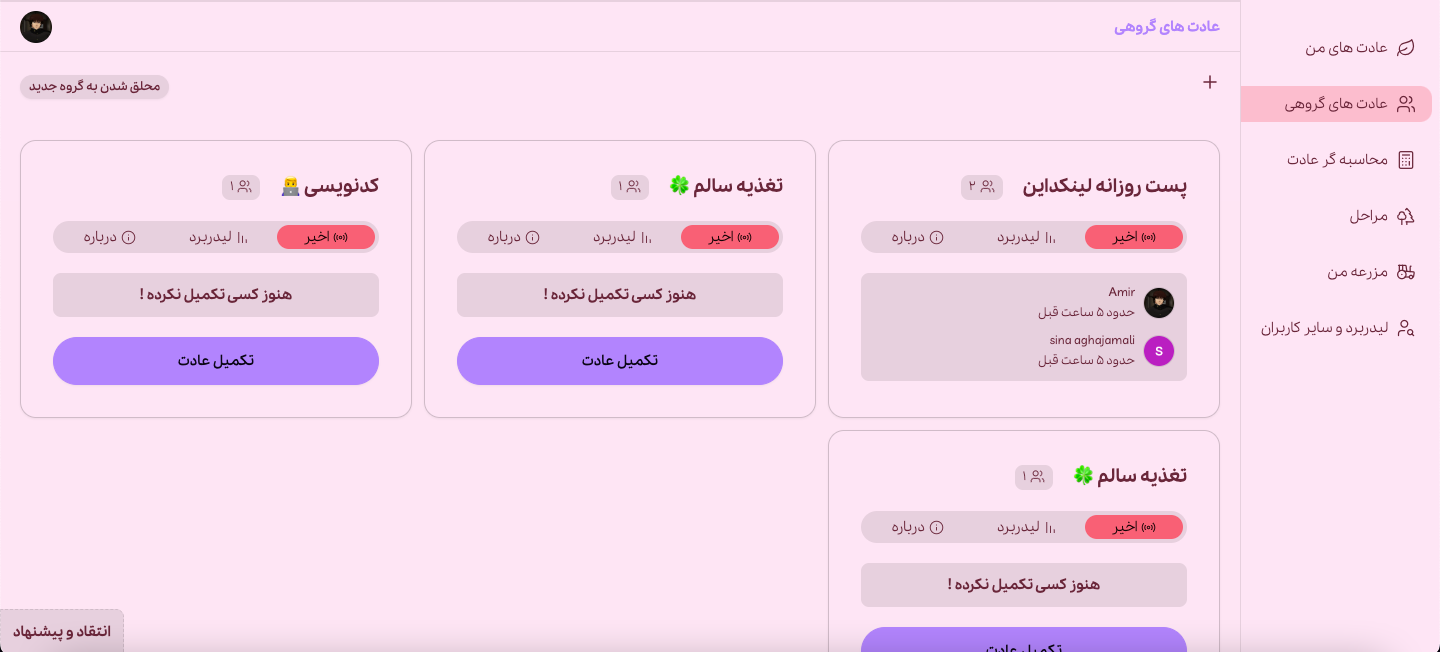 عادت های گروهی
عادت های من
عادت های گروهی
محاسبه گر عادت
مراحل
مزرعه من
لیدربرد و سایر کاربران
محلق شدن به گروه جدید
پست روزانه لینکداین
۲
اخیر
لیدربرد
درباره
Amir
حدود ۵ ساعت قبل
S
sina aghajamali
حدود ۵ ساعت قبل
تغذیه سالم 🍀
۱
اخیر
لیدربرد
درباره
هنوز کسی تکمیل نکرده !
تکمیل عادت
کدنویسی 👨‍💻
۱
اخیر
لیدربرد
درباره
هنوز کسی تکمیل نکرده !
تکمیل عادت
تغذیه سالم 🍀
۱
اخیر
لیدربرد
درباره
هنوز کسی تکمیل نکرده !
تکمیل عادت
انتقاد و پیشنهاد